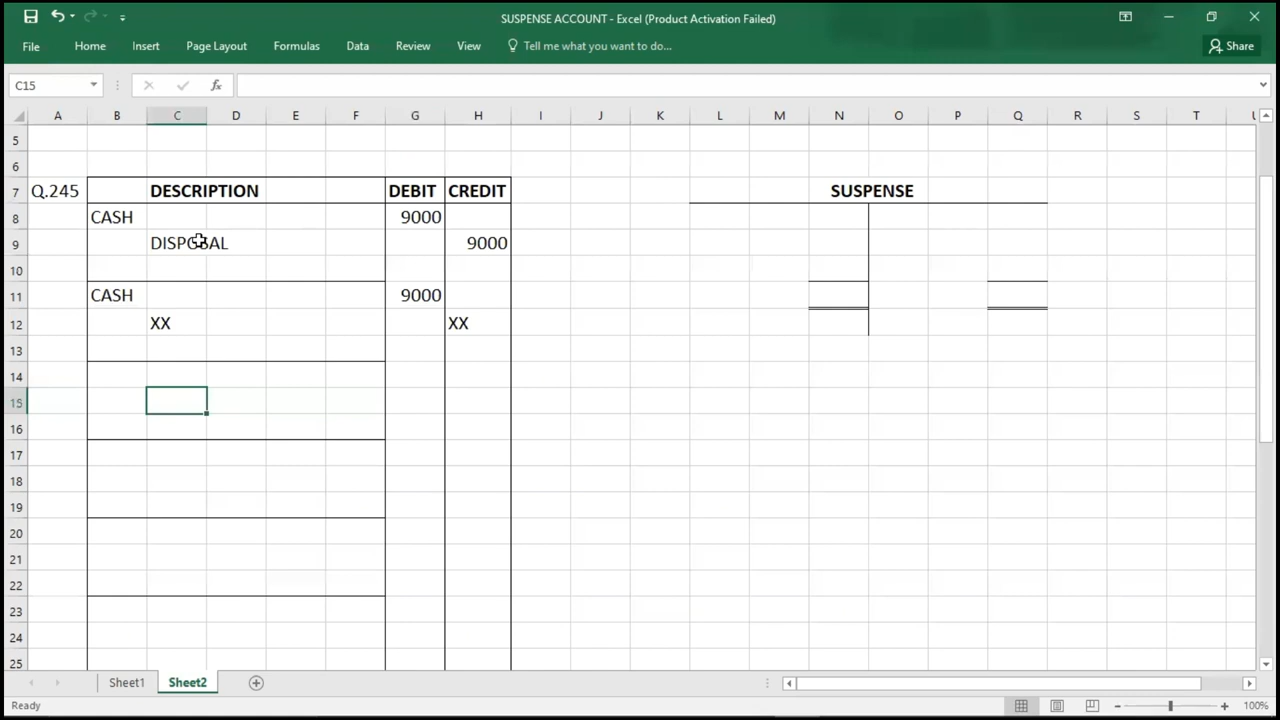 SUSPENSE ACCOUNT - Excel (Product Activation Failed)
File Home Insert Page Layout Formulas Data Review View Tell me what you want to do... Share
C15 fx
A B C D E F G H I J K L M N O P Q R S T
5
6
7 Q.245 DESCRIPTION DEBIT CREDIT SUSPENSE
8 CASH 9000
9 DISPOSAL 9000
10
11 CASH 9000
12 XX XX
13
14
15
16
17
18
19
20
21
22
23
24
25
Sheet1 Sheet2
Ready 100%